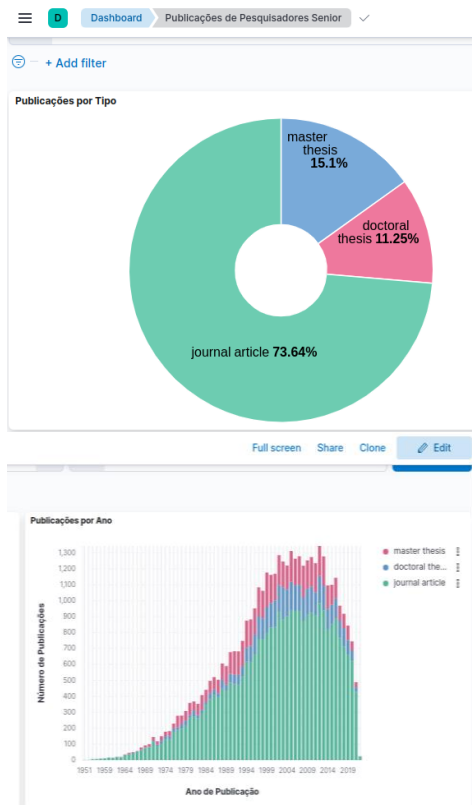 D Dashboard Publicações de Pesquisadores Senior
+ Add filter
Publicações por Tipo
master
thesis
15.1%
doctoral
thesis 11.25%
journal article 73.64%
Full screen Share Clone Edit
Publicações por Ano
1,300
1,200
1,100
1,000
900
800
700
600
500
400
300
200
100
0
Número de Publicações
1951 1959 1964 1969 1974 1979 1984 1989 1994 1999 2004 2009 2014 2019
Ano de Publicação
master thesis
doctoral the...
journal article